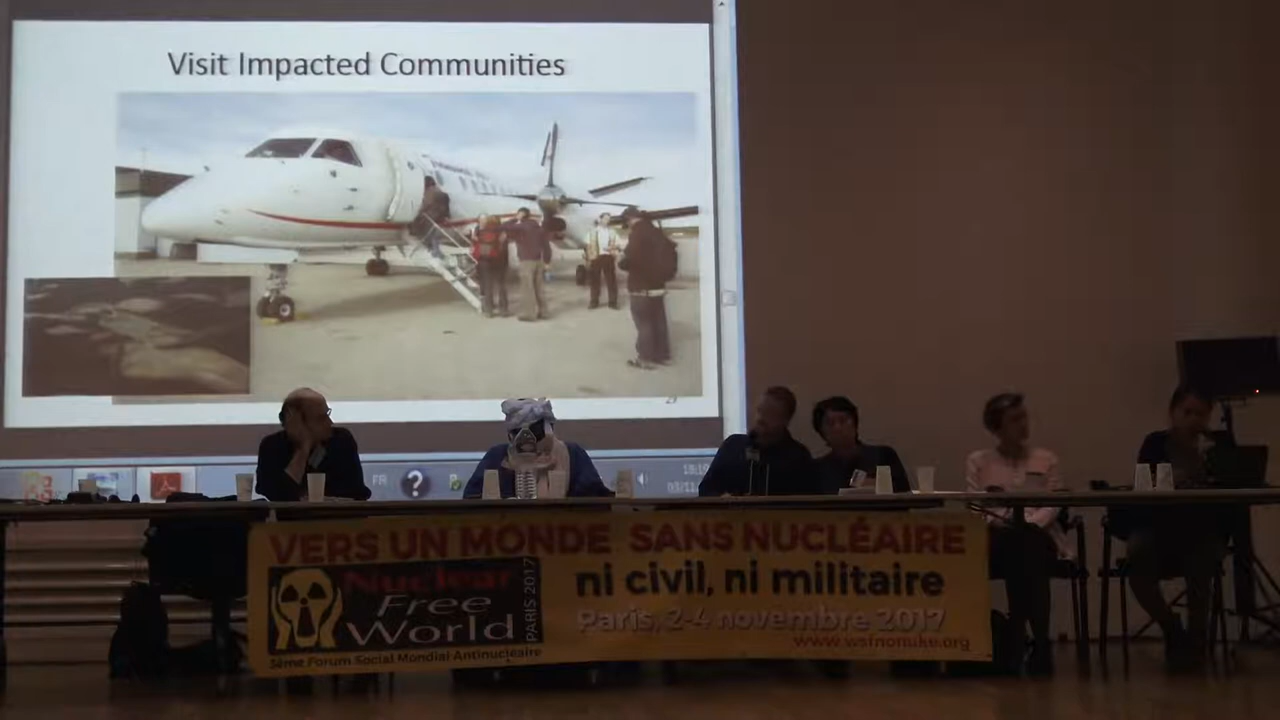 Visit Impacted Communities
FR
?
VERS UN MONDE SANS NUCLÉAIRE
ni civil, ni militaire
Paris, 2-4 novembre 2017
www.wsfnonuke.org
Nuclear
Free
World
PARIS 2017
3ème Forum Social Mondial Antinucléaire